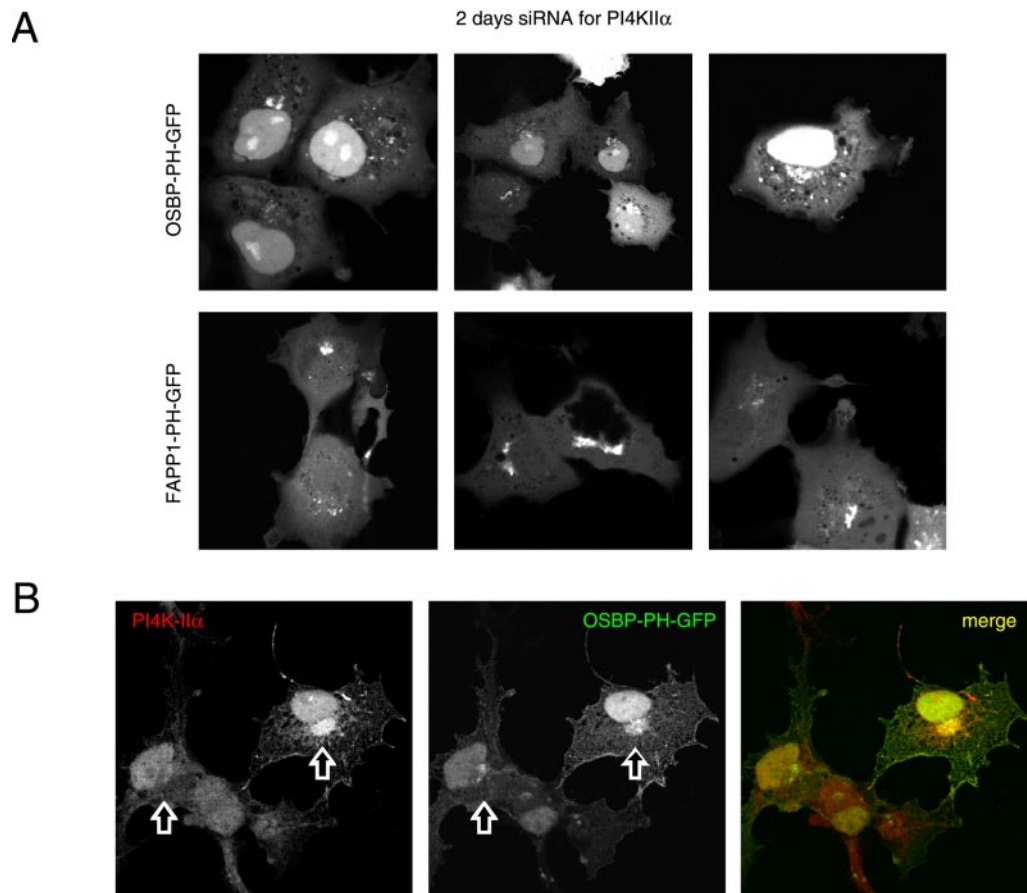 A
2 days siRNA for PI4KIIα
OSBP-PH-GFP
FAPP1-PH-GFP
B
PI4K-IIα
OSBP-PH-GFP
merge